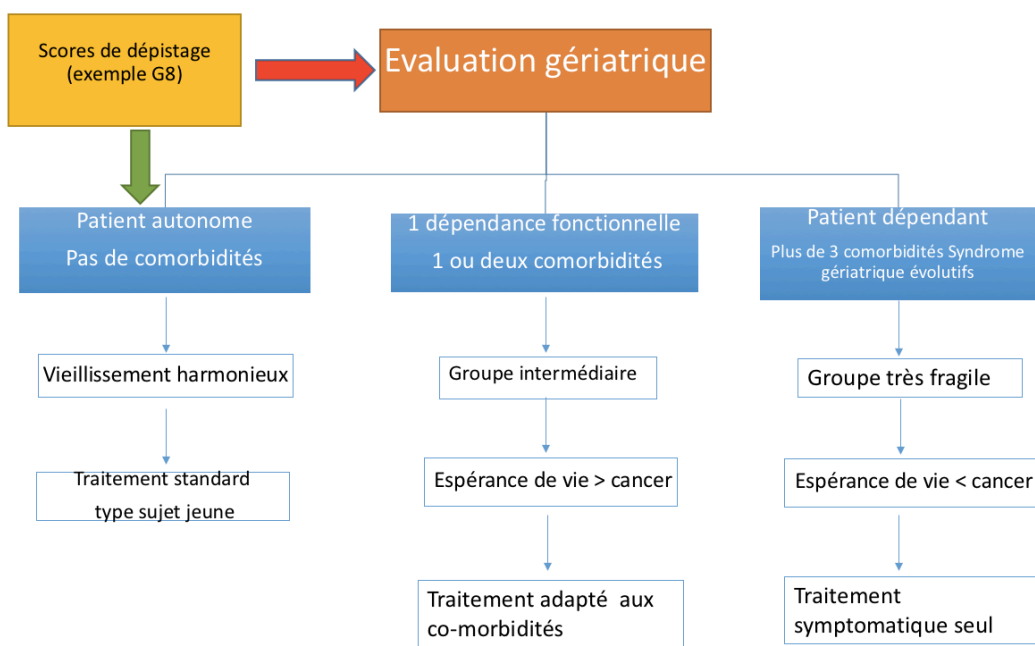 Scores de dépistage
(exemple G8)
Evaluation gériatrique
Patient autonome
Pas de comorbidités
1 dépendance fonctionnelle
1 ou deux comorbidités
Patient dépendant
Plus de 3 comorbidités Syndrome
gériatrique évolutifs
Vieillissement harmonieux
Groupe intermédiaire
Groupe très fragile
Traitement standard
type sujet jeune
Espérance de vie > cancer
Espérance de vie < cancer
Traitement adapté aux
co-morbidités
Traitement
symptomatique seul